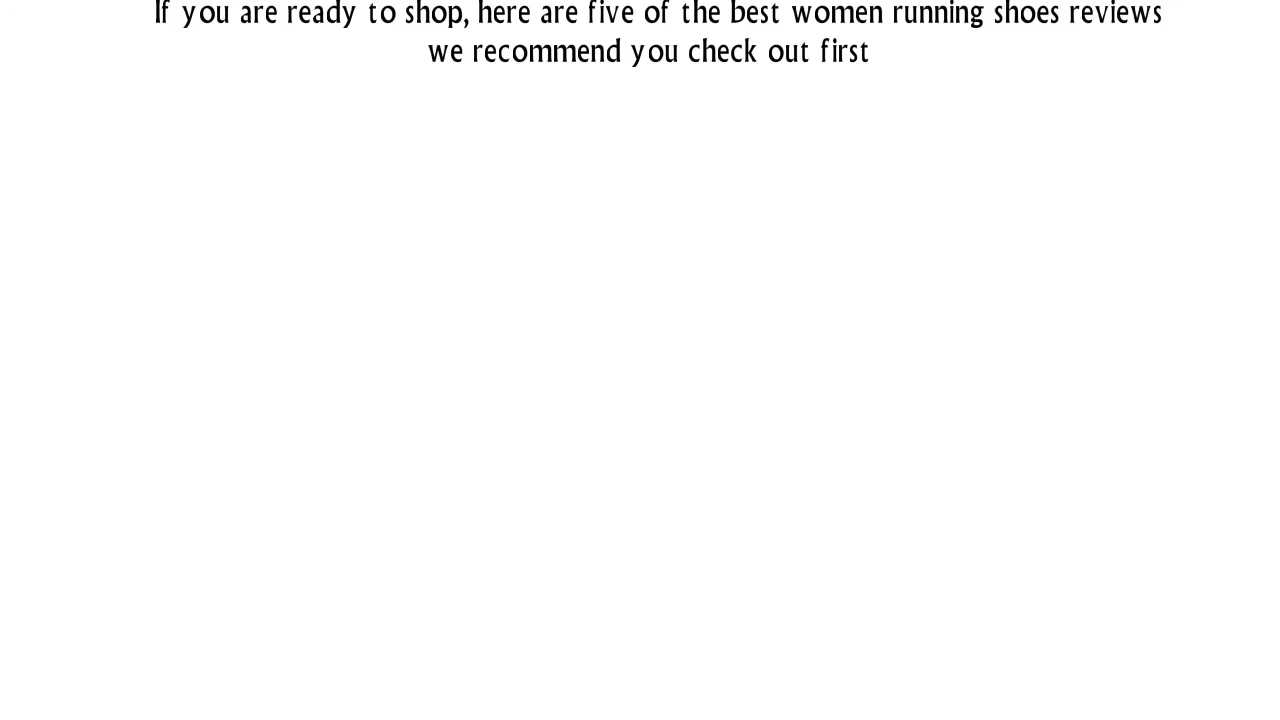 If you are ready to shop, here are five of the best women running shoes reviews
we recommend you check out first